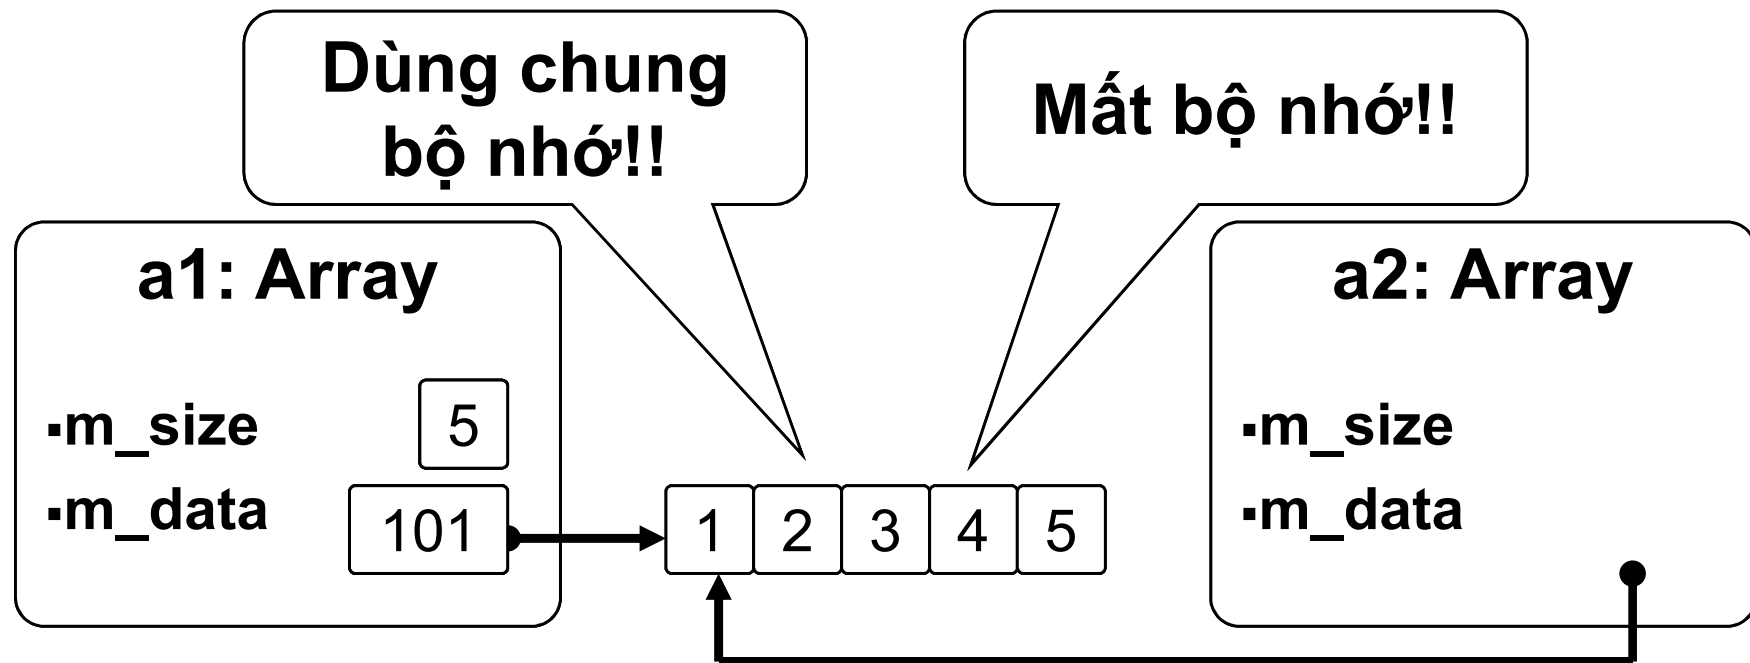 Dùng chung
bộ nhớ!!
Mất bộ nhớ!!
a1: Array
▪m_size
5
▪m_data
101
1 2 3 4 5
a2: Array
▪m_size
▪m_data